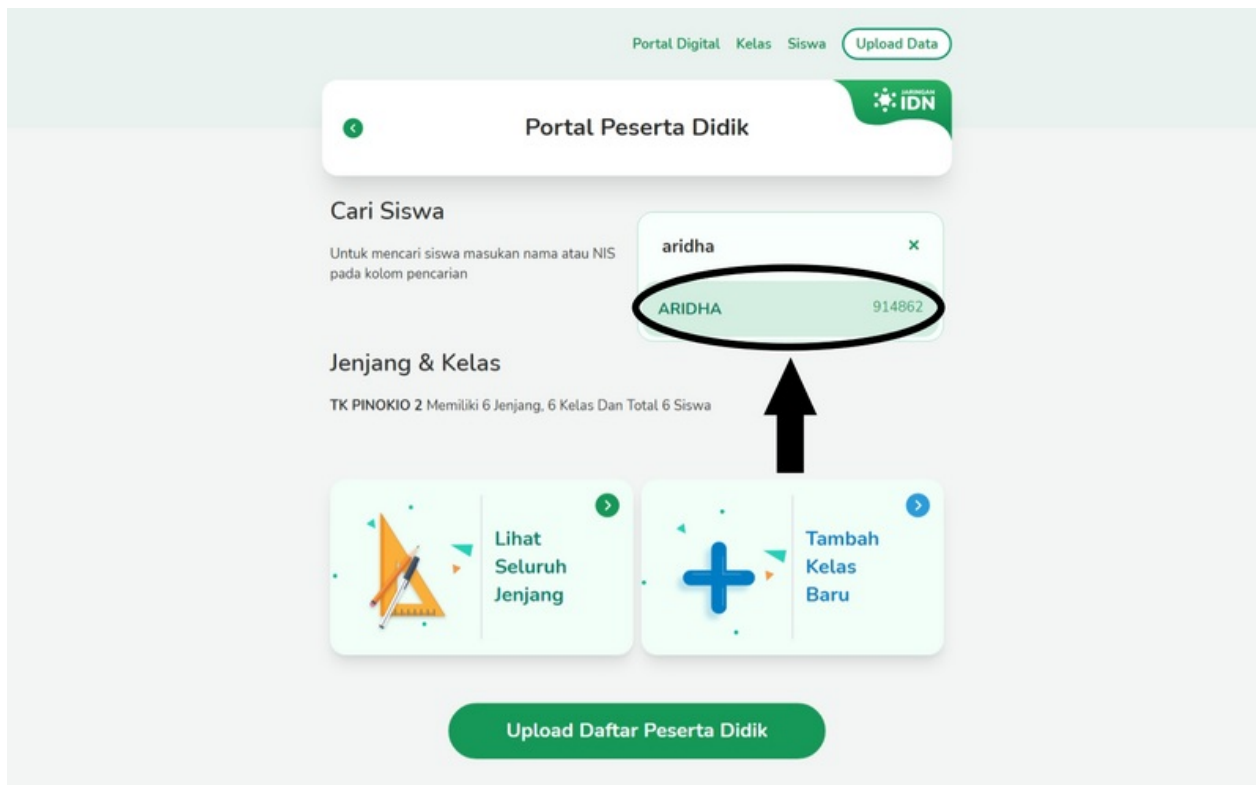 Portal Digital Kelas Siswa Upload Data
JARINGAN
IDN
Portal Peserta Didik
Cari Siswa
Untuk mencari siswa masukan nama atau NIS
pada kolom pencarian
aridha ×
ARIDHA 914862
Jenjang & Kelas
TK PINOKIO 2 Memiliki 6 Jenjang, 6 Kelas Dan Total 6 Siswa
Lihat
Seluruh
Jenjang
Tambah
Kelas
Baru
Upload Daftar Peserta Didik